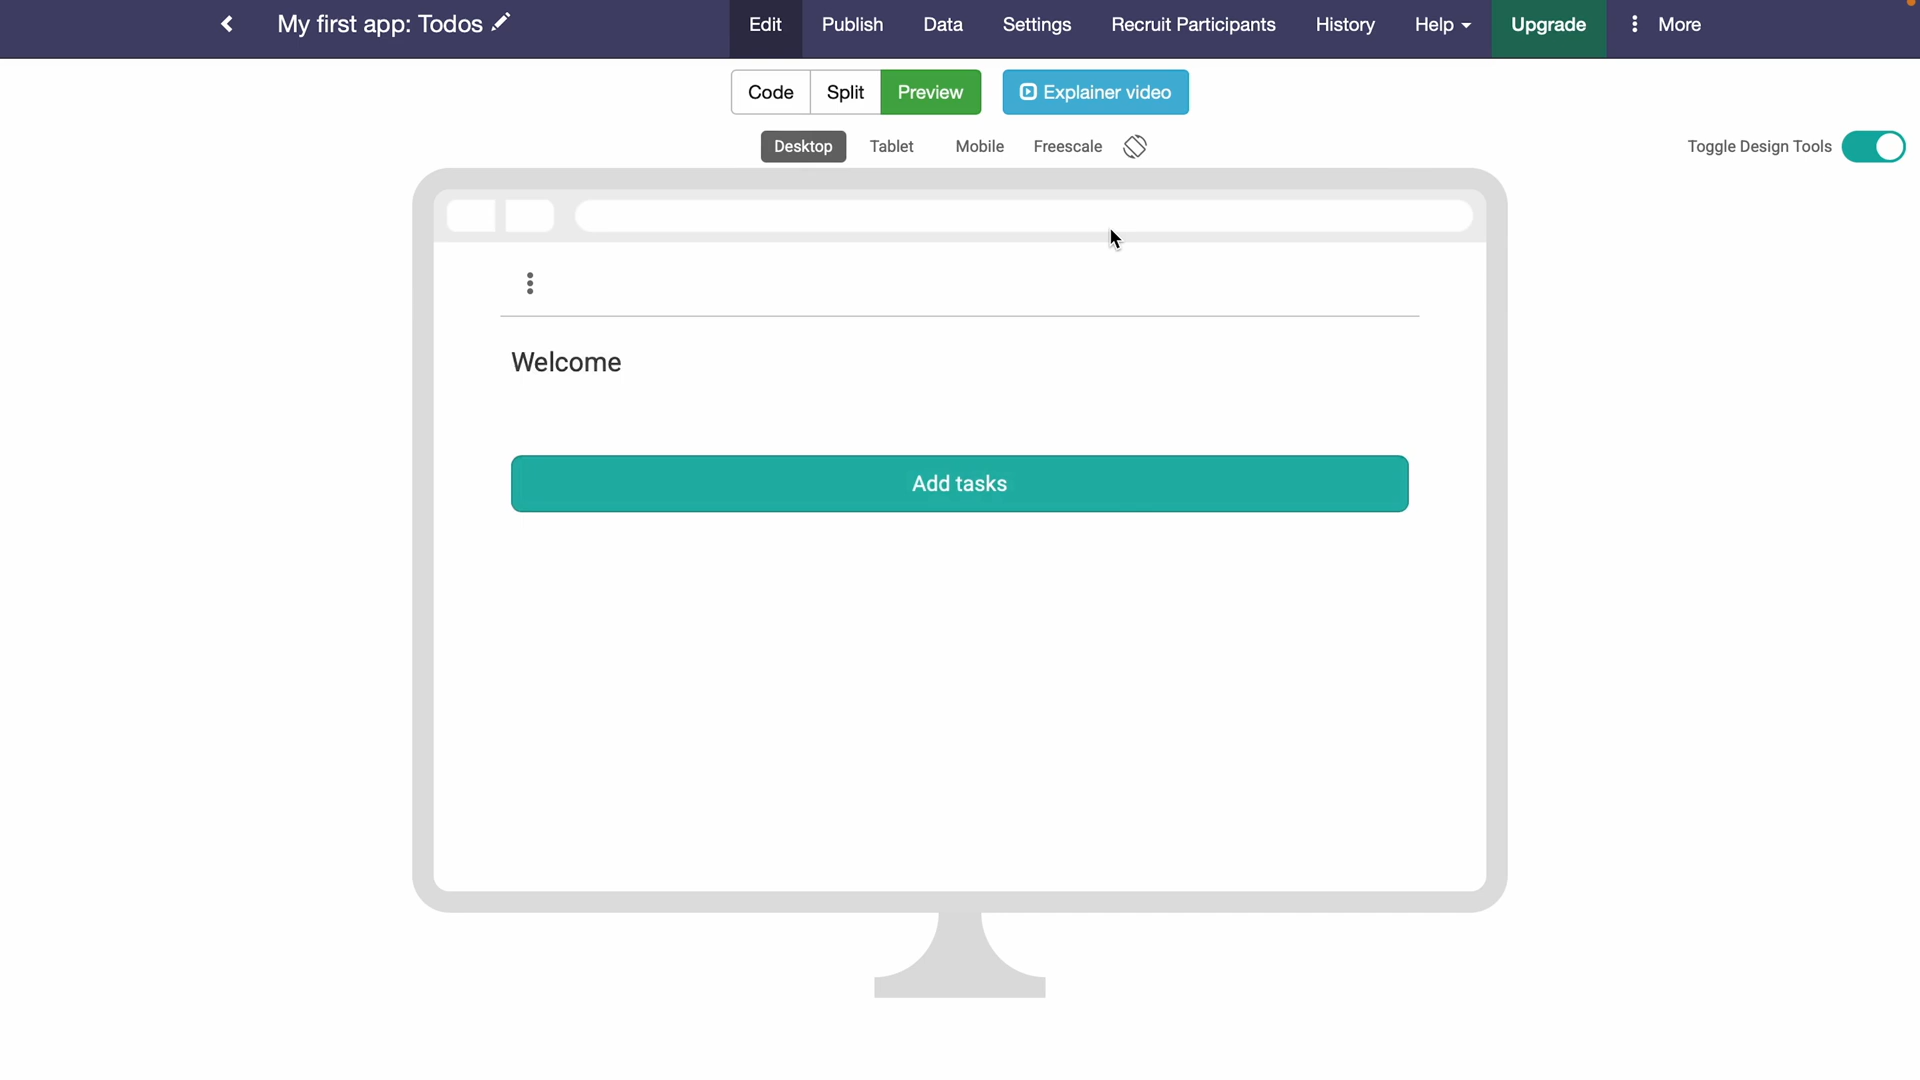 My first app: Todos
Edit Publish Data Settings Recruit Participants History Help Upgrade More
Code Split Preview Explainer video
Desktop Tablet Mobile Freescale Toggle Design Tools
Welcome
Add tasks